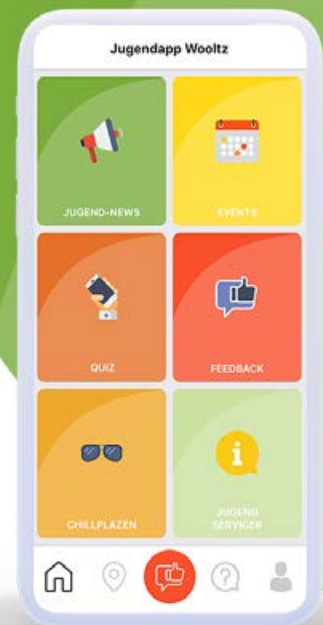 Jugendapp Wooltz
JUGEND-NEWS
EVENTS
QUIZ
FEEDBACK
CHILLPLAZEN
JUGEND
SERVICER